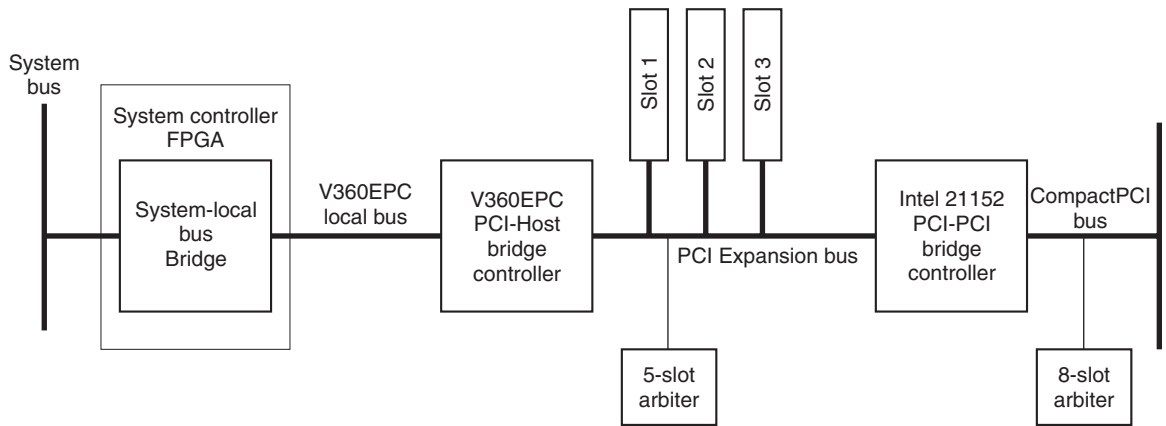 System
bus
System controller
FPGA
System-local
bus
Bridge
V360EPC
local bus
V360EPC
PCI-Host
bridge
controller
Slot 1
Slot 2
Slot 3
PCI Expansion bus
5-slot
arbiter
Intel 21152
PCI-PCI
bridge
controller
CompactPCI
bus
8-slot
arbiter